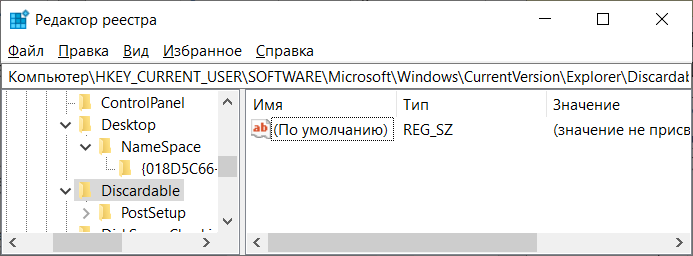 Редактор реестра
Файл Правка Вид Избранное Справка
Компьютер\HKEY_CURRENT_USER\SOFTWARE\Microsoft\Windows\CurrentVersion\Explorer\Discardab
ControlPanel
Desktop
NameSpace
{018D5C66-
Discardable
PostSetup
Имя Тип Значение
ab (По умолчанию) REG_SZ (значение не присв